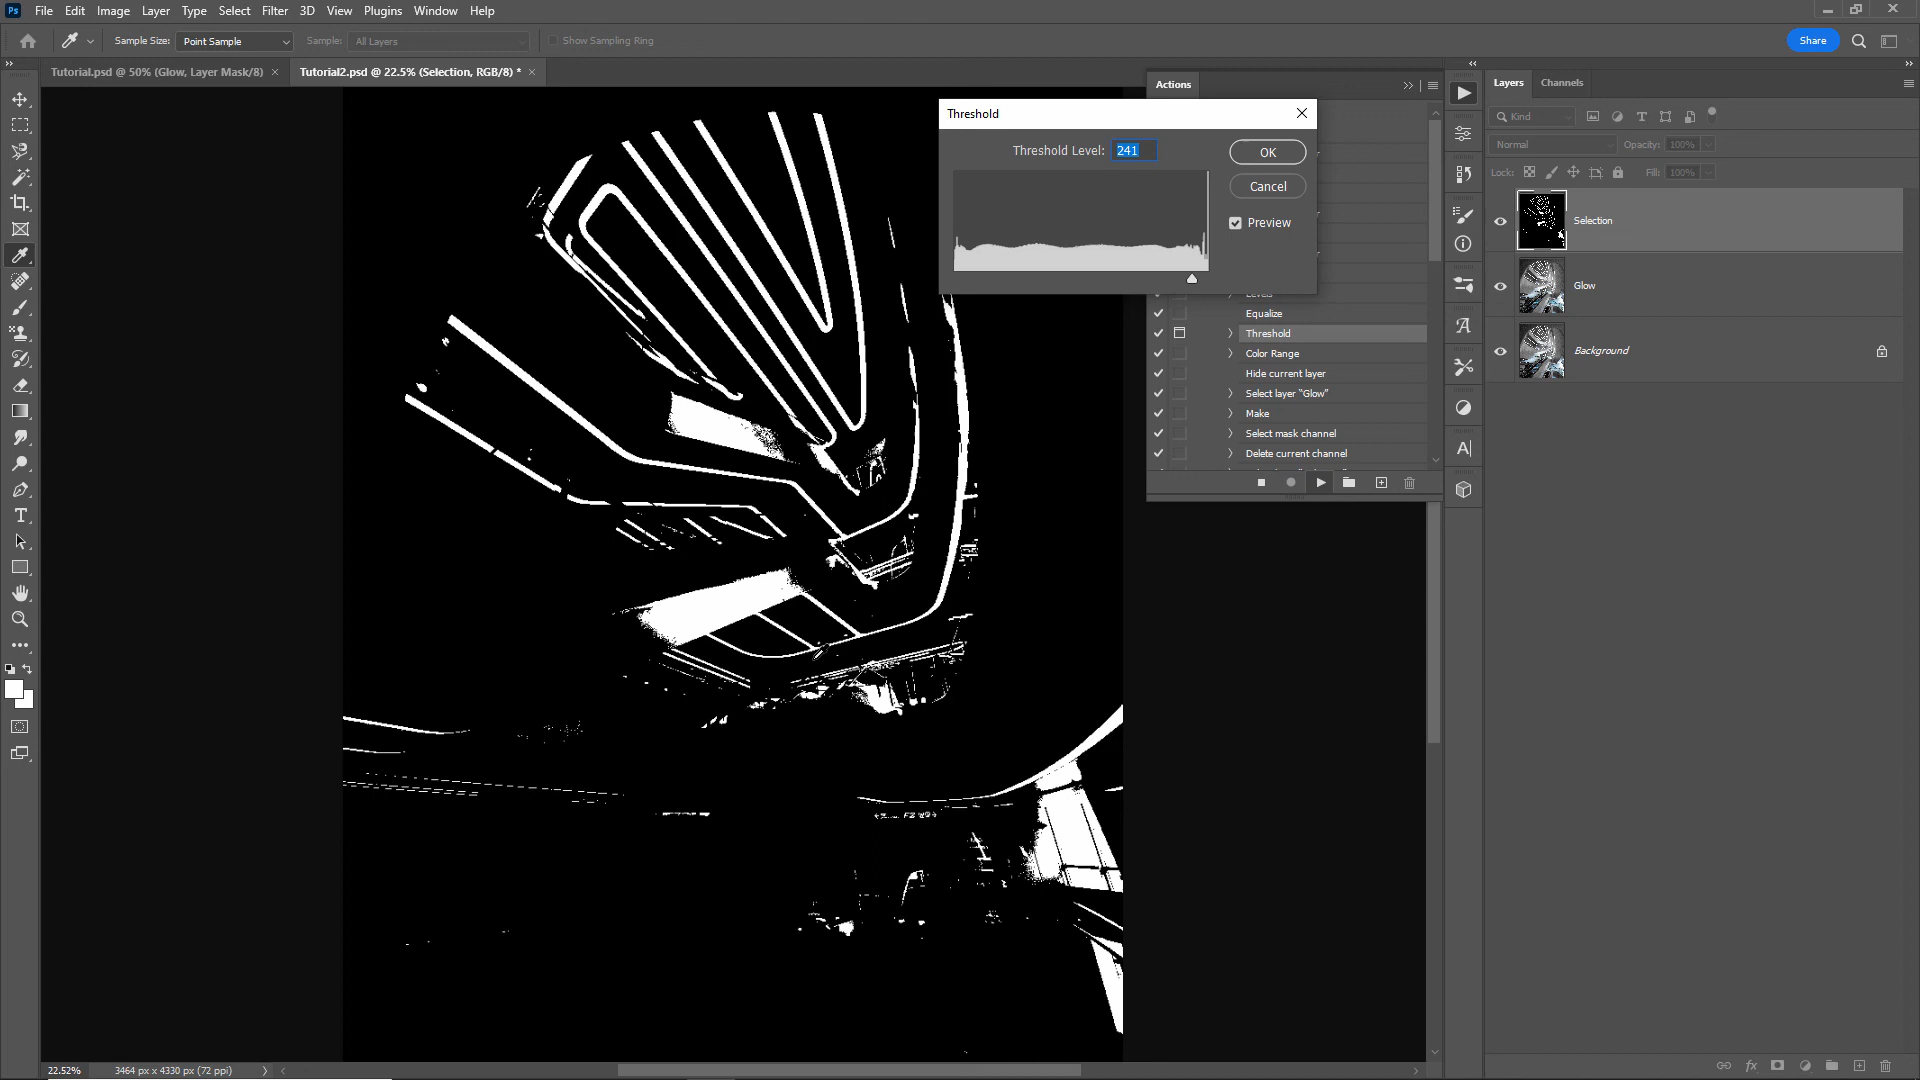 Ps File Edit Image Layer Type Select Filter 3D View Plugins Window Help
Sample Size: Point Sample Sample: All Layers Show Sampling Ring Share
Tutorial.psd @ 50% (Glow, Layer Mask/8) × Tutorial2.psd @ 22.5% (Selection, RGB/8) * ×
Actions
Threshold
Threshold Level: 241
OK
Cancel
Preview
Levels
Equalize
Threshold
Color Range
Hide current layer
Select layer "Glow"
Make
Select mask channel
Delete current channel
Layers Channels
Kind
Normal Opacity: 100%
Lock: Fill: 100%
Selection
Glow
Background
22.52% 3464 px x 4330 px (72 ppi)